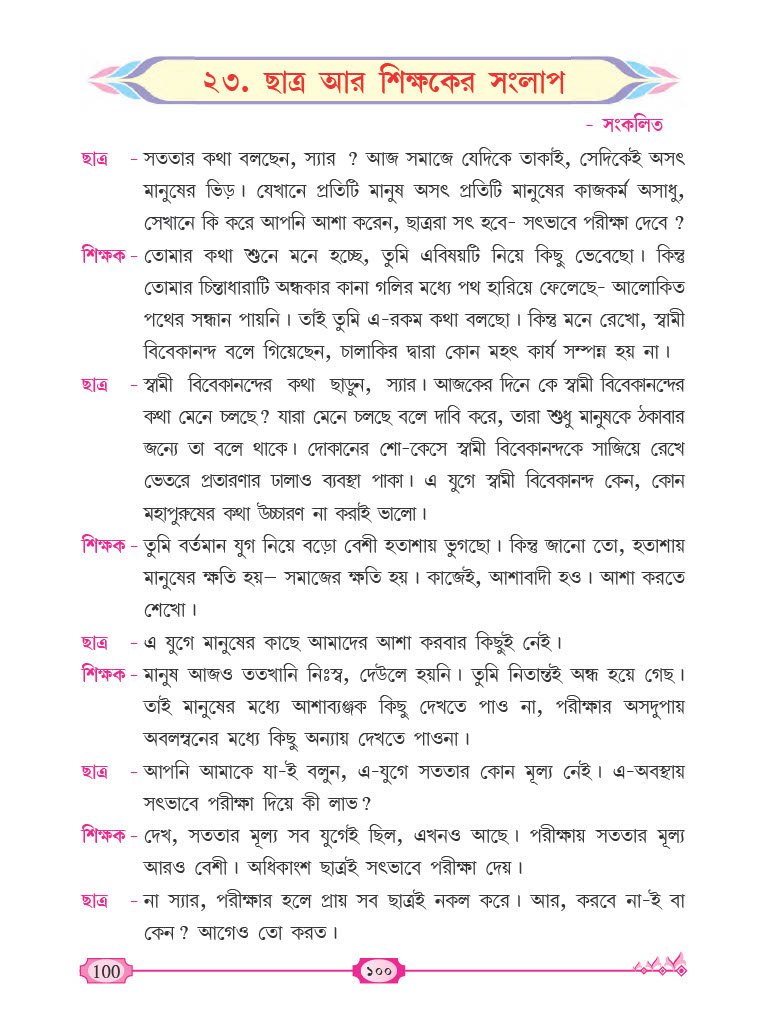 ২৩. ছাত্র আর শিক্ষকের সংলাপ
- সংকলিত
ছাত্র - সততার কথা বলছেন, স্যার ? আজ সমাজে যেদিকে তাকাই, সেদিকেই অসৎ
মানুষের ভিড়। যেখানে প্রতিটি মানুষ অসৎ প্রতিটি মানুষের কাজকর্ম অসাধু,
সেখানে কি করে আপনি আশা করেন, ছাত্ররা সৎ হবে- সৎভাবে পরীক্ষা দেবে ?
শিক্ষক - তোমার কথা শুনে মনে হচ্ছে, তুমি এবিষয়টি নিয়ে কিছু ভেবেছো। কিন্তু
তোমার চিন্তাধারাটি অন্ধকার কানা গলির মধ্যে পথ হারিয়ে ফেলেছে- আলোকিত
পথের সন্ধান পায়নি। তাই তুমি এ-রকম কথা বলছো। কিন্তু মনে রেখো, স্বামী
বিবেকানন্দ বলে গিয়েছেন, চালাকির দ্বারা কোন মহৎ কার্য সম্পন্ন হয় না।
ছাত্র - স্বামী বিবেকানন্দের কথা ছাড়ুন, স্যার। আজকের দিনে কে স্বামী বিবেকানন্দের
কথা মেনে চলছে? যারা মেনে চলছে বলে দাবি করে, তারা শুধু মানুষকে ঠকাবার
জন্যে তা বলে থাকে। দোকানের শো-কেসে স্বামী বিবেকানন্দকে সাজিয়ে রেখে
ভেতরে প্রতারণার ঢালাও ব্যবস্থা পাকা। এ যুগে স্বামী বিবেকানন্দ কেন, কোন
মহাপুরুষের কথা উচ্চারণ না করাই ভালো।
শিক্ষক - তুমি বর্তমান যুগ নিয়ে বড়ো বেশী হতাশায় ভুগছো। কিন্তু জানো তো, হতাশায়
মানুষের ক্ষতি হয়– সমাজের ক্ষতি হয়। কাজেই, আশাবাদী হও। আশা করতে
শেখো।
ছাত্র - এ যুগে মানুষের কাছে আমাদের আশা করবার কিছুই নেই।
শিক্ষক - মানুষ আজও ততখানি নিঃস্ব, দেউলে হয়নি। তুমি নিতান্তই অন্ধ হয়ে গেছ।
তাই মানুষের মধ্যে আশাব্যঞ্জক কিছু দেখতে পাও না, পরীক্ষার অসদুপায়
অবলম্বনের মধ্যে কিছু অন্যায় দেখতে পাওনা।
ছাত্র - আপনি আমাকে যা-ই বলুন, এ-যুগে সততার কোন মূল্য নেই। এ-অবস্থায়
সৎভাবে পরীক্ষা দিয়ে কী লাভ?
শিক্ষক - দেখ, সততার মূল্য সব যুগেই ছিল, এখনও আছে। পরীক্ষায় সততার মূল্য
আরও বেশী। অধিকাংশ ছাত্রই সৎভাবে পরীক্ষা দেয়।
ছাত্র - না স্যার, পরীক্ষার হলে প্রায় সব ছাত্রই নকল করে। আর, করবে না-ই বা
কেন? আগেও তো করত।
100 ১০০